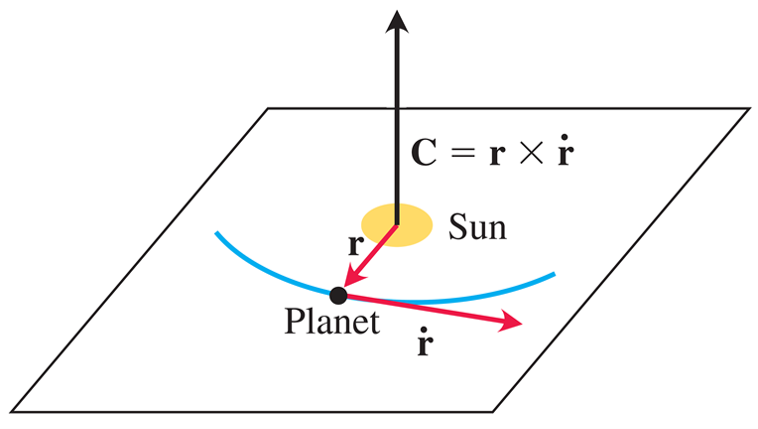 C = r × ṙ
Sun
r
Planet
ṙ